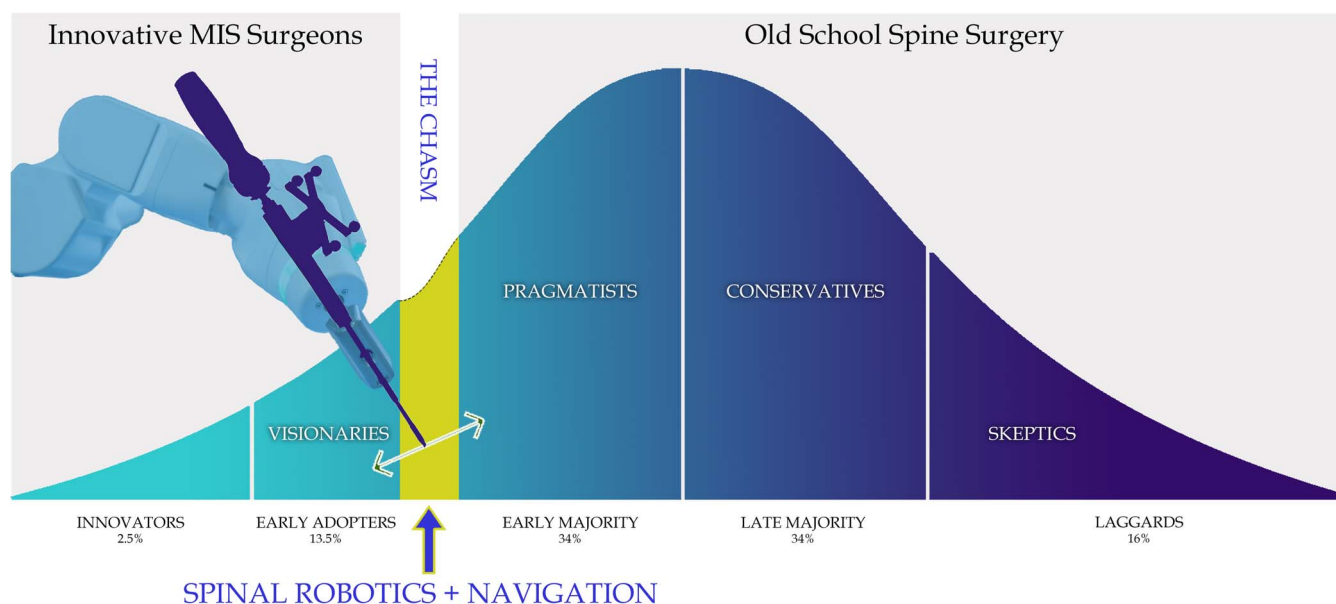 Innovative MIS Surgeons
Old School Spine Surgery
THE CHASM
PRAGMATISTS
CONSERVATIVES
VISIONARIES
SKEPTICS
INNOVATORS
2.5%
EARLY ADOPTERS
13.5%
EARLY MAJORITY
34%
LATE MAJORITY
34%
LAGGARDS
16%
SPINAL ROBOTICS + NAVIGATION